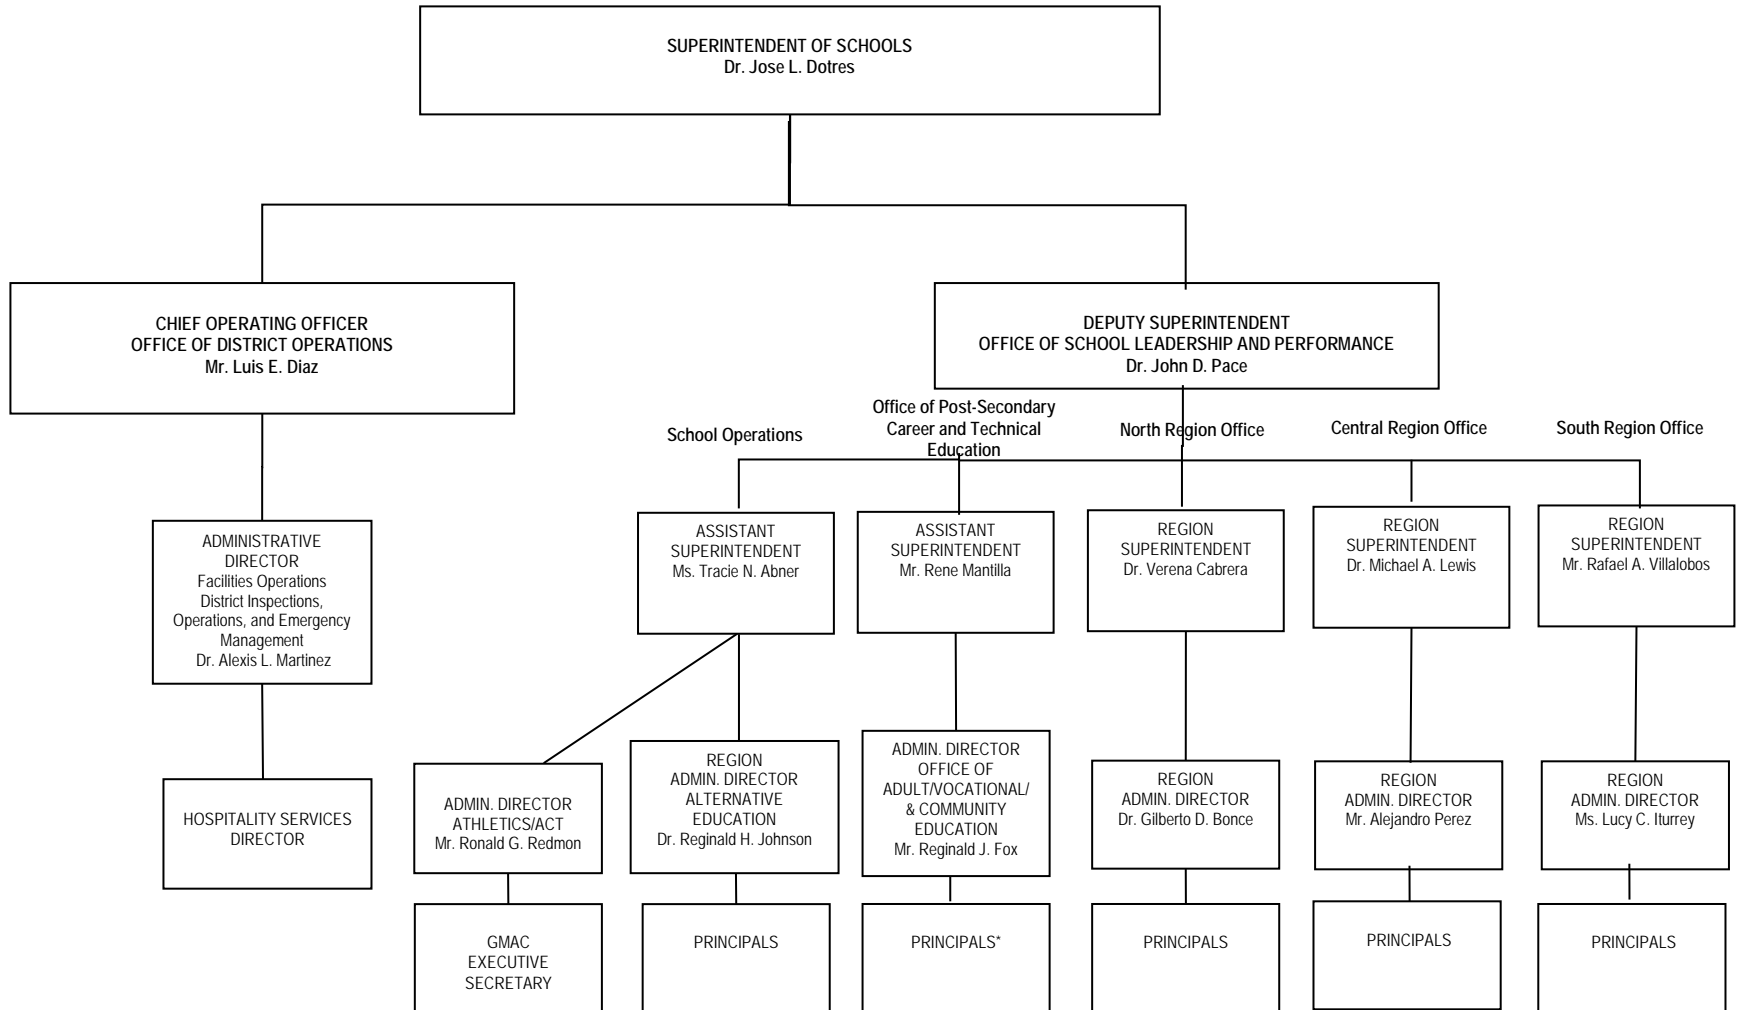 SUPERINTENDENT OF SCHOOLS
Dr. Jose L. Dotres
CHIEF OPERATING OFFICER
OFFICE OF DISTRICT OPERATIONS
Mr. Luis E. Diaz
DEPUTY SUPERINTENDENT
OFFICE OF SCHOOL LEADERSHIP AND PERFORMANCE
Dr. John D. Pace
School Operations
Office of Post-Secondary
Career and Technical
Education
North Region Office
Central Region Office
South Region Office
ADMINISTRATIVE
DIRECTOR
Facilities Operations
District Inspections,
Operations, and Emergency
Management
Dr. Alexis L. Martinez
ASSISTANT
SUPERINTENDENT
Ms. Tracie N. Abner
ASSISTANT
SUPERINTENDENT
Mr. Rene Mantilla
REGION
SUPERINTENDENT
Dr. Verena Cabrera
REGION
SUPERINTENDENT
Dr. Michael A. Lewis
REGION
SUPERINTENDENT
Mr. Rafael A. Villalobos
HOSPITALITY SERVICES
DIRECTOR
ADMIN. DIRECTOR
ATHLETICS/ACT
Mr. Ronald G. Redmon
REGION
ADMIN. DIRECTOR
ALTERNATIVE
EDUCATION
Dr. Reginald H. Johnson
ADMIN. DIRECTOR
OFFICE OF
ADULT/VOCATIONAL/
& COMMUNITY
EDUCATION
Mr. Reginald J. Fox
REGION
ADMIN. DIRECTOR
Dr. Gilberto D. Bonce
REGION
ADMIN. DIRECTOR
Mr. Alejandro Perez
REGION
ADMIN. DIRECTOR
Ms. Lucy C. Iturrey
GMAC
EXECUTIVE
SECRETARY
PRINCIPALS
PRINCIPALS*
PRINCIPALS
PRINCIPALS
PRINCIPALS